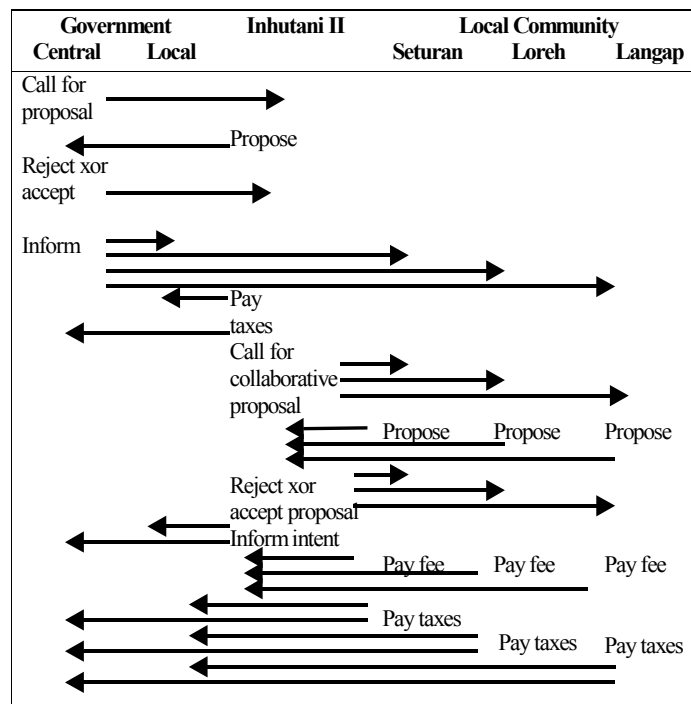 Government Inhutani II Local Community
Central Local Seturan Loreh Langap
Call for
proposal
Propose
Reject xor
accept
Inform
Pay
taxes
Call for
collaborative
proposal
Propose Propose Propose
Reject xor
accept proposal
Inform intent
Pay fee Pay fee Pay fee
Pay taxes
Pay taxes Pay taxes